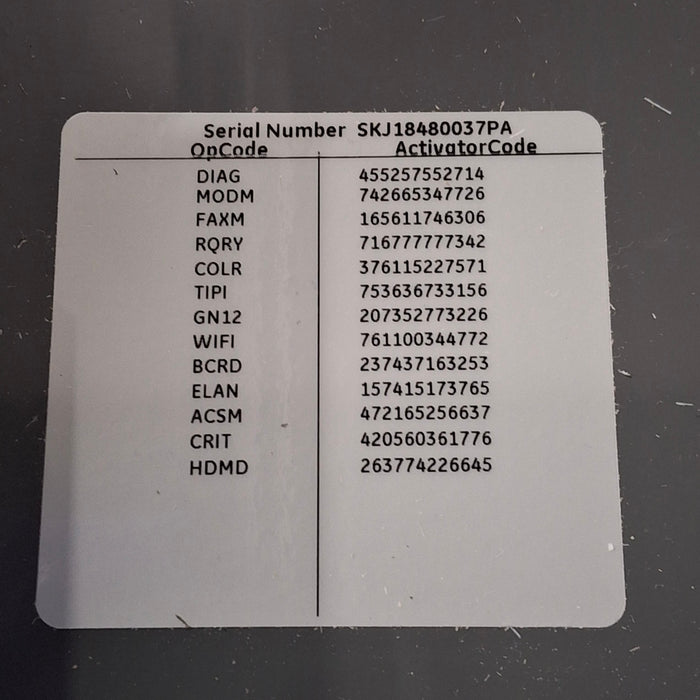 Serial Number SKJ18480037PA
OpCode ActivatorCode
DIAG 455257552714
MODM 742665347726
FAXM 165611746306
RQRY 716777777342
COLR 376115227571
TIPI 753636733156
GN12 207352773226
WIFI 761100344772
BCRD 237437163253
ELAN 157415173765
ACSM 472165256637
CRIT 420560361776
HDMD 263774226645